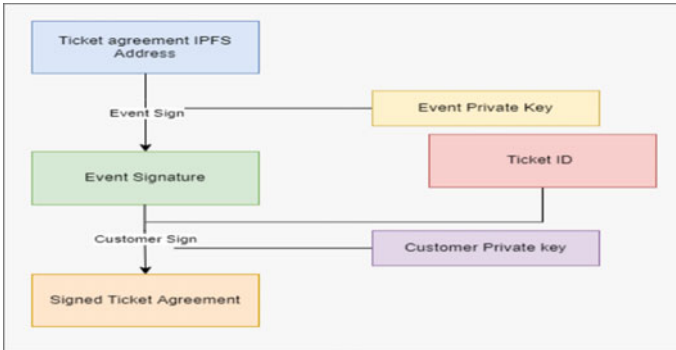 Ticket agreement IPFS
Address
Event Sign
Event Private Key
Event Signature
Ticket ID
Customer Sign
Customer Private key
Signed Ticket Agreement